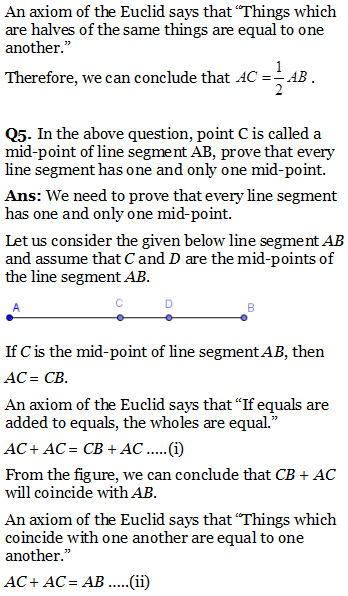 An axiom of the Euclid says that “Things which
are halves of the same things are equal to one
another.”
Therefore, we can conclude that AC = 1/2 AB .
Q5. In the above question, point C is called a
mid-point of line segment AB, prove that every
line segment has one and only one mid-point.
Ans: We need to prove that every line segment
has one and only one mid-point.
Let us consider the given below line segment AB
and assume that C and D are the mid-points of
the line segment AB.
A C D B
If C is the mid-point of line segment AB, then
AC = CB.
An axiom of the Euclid says that “If equals are
added to equals, the wholes are equal.”
AC + AC = CB + AC .....(i)
From the figure, we can conclude that CB + AC
will coincide with AB.
An axiom of the Euclid says that “Things which
coincide with one another are equal to one
another.”
AC + AC = AB .....(ii)